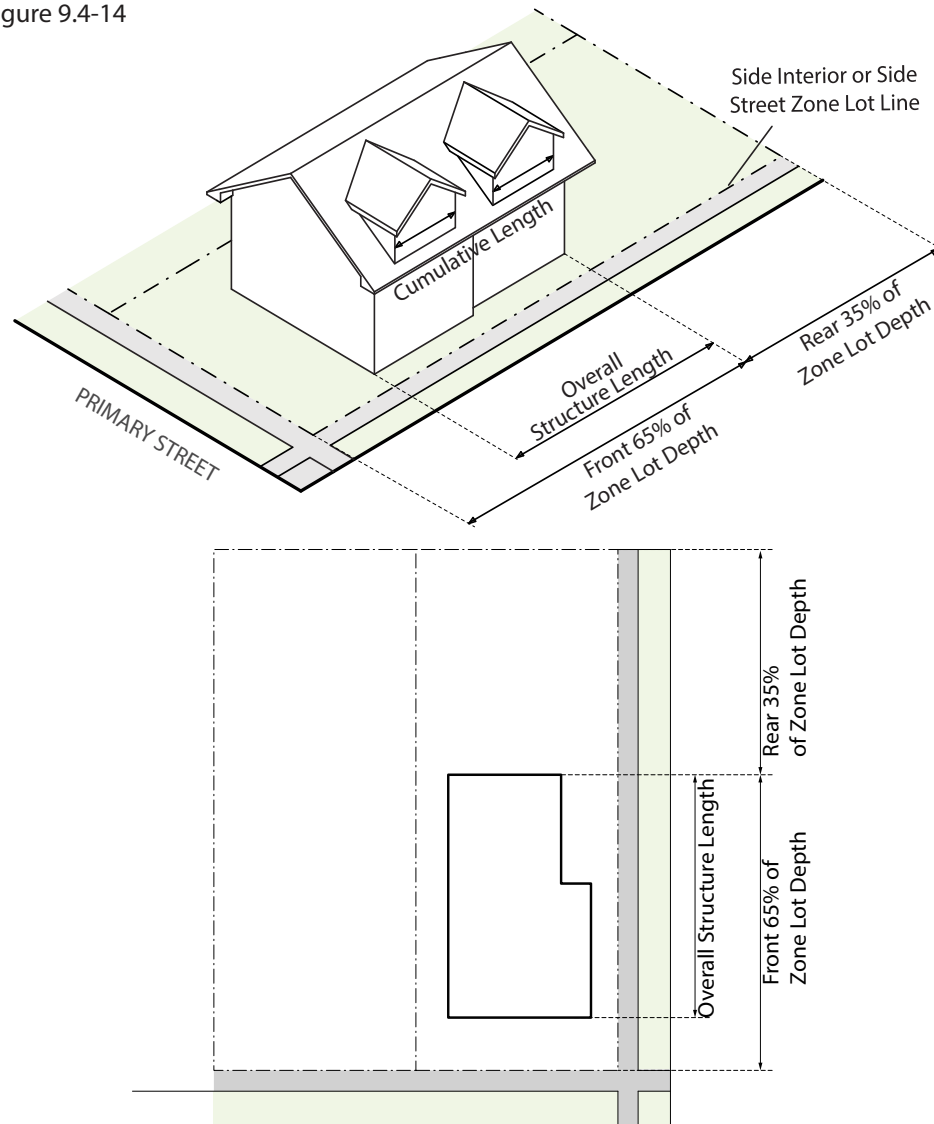 gure 9.4-14
Side Interior or Side
Street Zone Lot Line
Cumulative Length
Rear 35% of
Zone Lot Depth
Overall
Structure Length
Front 65% of
Zone Lot Depth
PRIMARY STREET
Rear 35%
of Zone Lot Depth
Overall Structure Length
Front 65% of
Zone Lot Depth